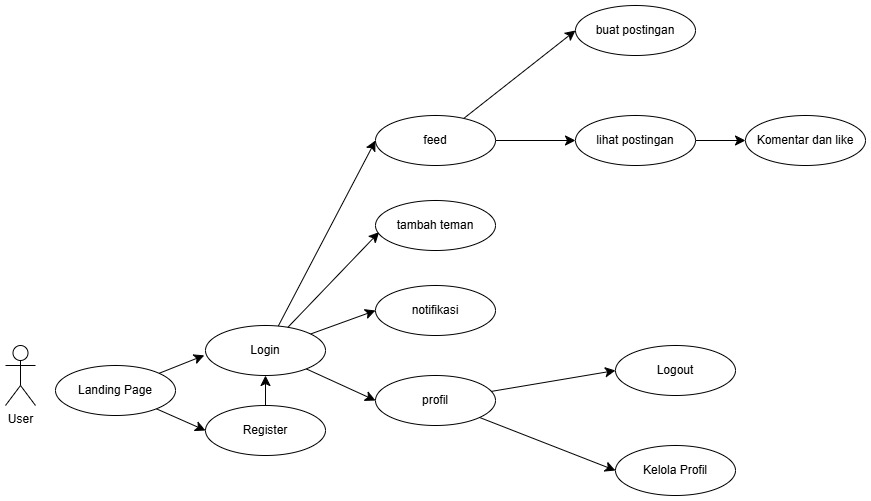 buat postingan
feed
lihat postingan
Komentar dan like
tambah teman
notifikasi
Login
User
Landing Page
Register
profil
Logout
Kelola Profil